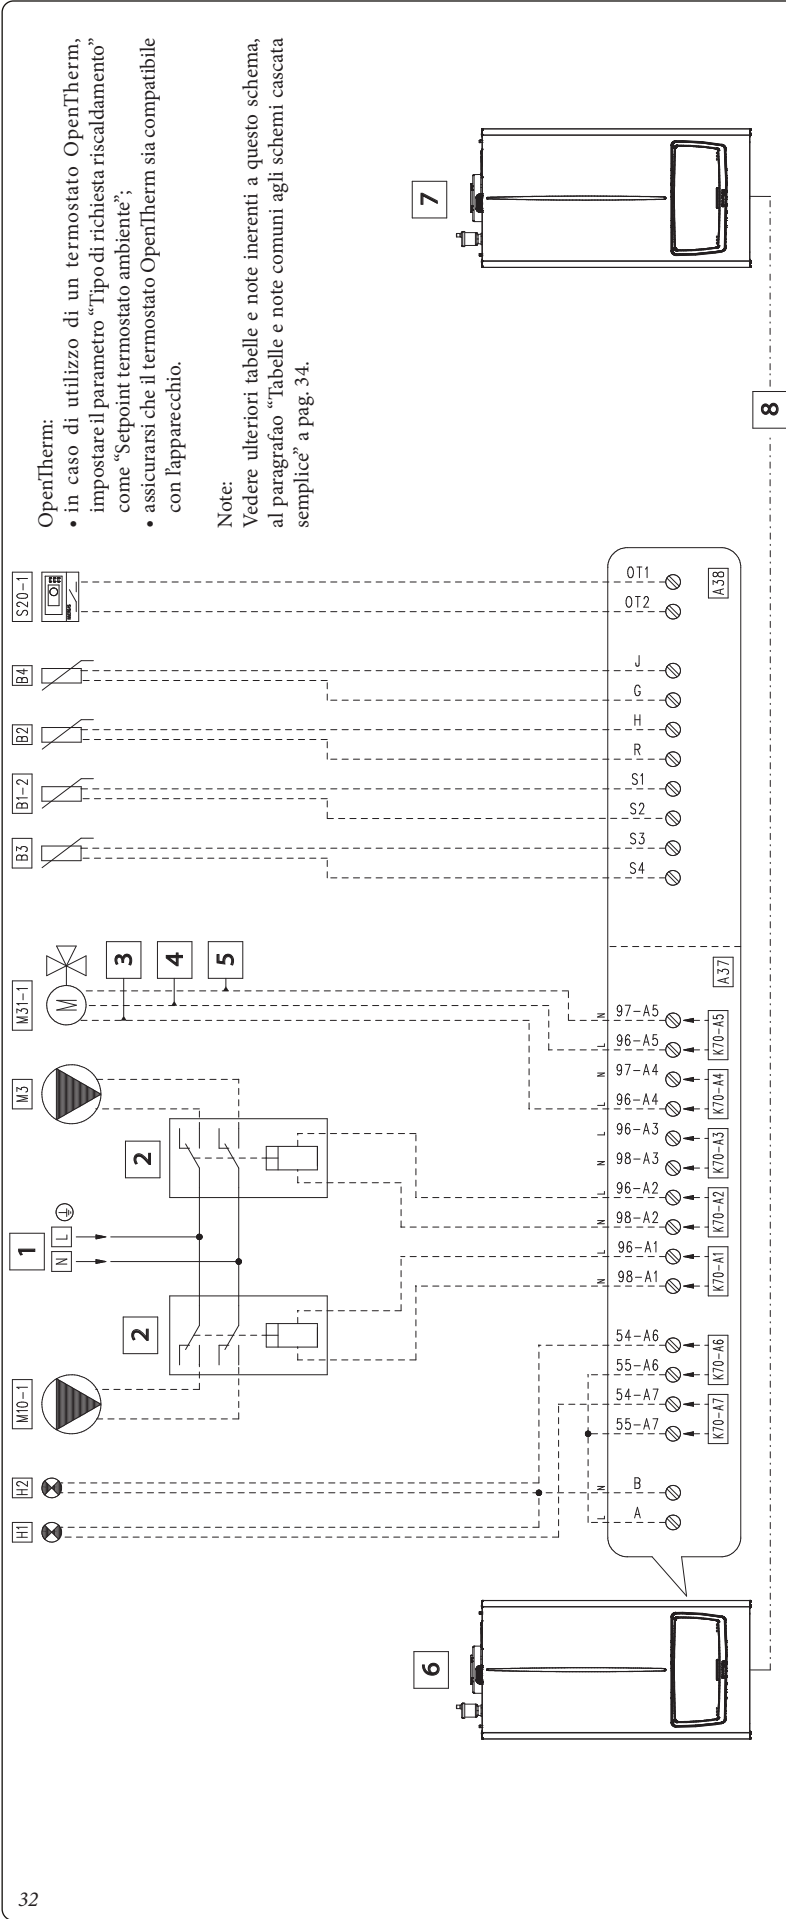 32
OpenTherm:
• in caso di utilizzo di un termostato OpenTherm,
impostare il parametro “Tipo di richiesta riscaldamento”
come “Setpoint termostato ambiente”;
• assicurarsi che il termostato OpenTherm sia compatibile
con l’apparecchio.
Note:
Vedere ulteriori tabelle e note inerenti a questo schema,
al paragrafao “Tabelle e note comuni agli schemi cascata
semplice” a pag. 34.
H1
H2
M10-1
1
N
L
M3
M31-1
B3
B1-2
B2
B4
S20-1
M
2
2
3
4
5
6
7
8
L
N
N
L
N
L
N
L
L
N
L
N
A
B
55-A7
54-A7
55-A6
54-A6
98-A1
96-A1
98-A2
96-A2
98-A3
96-A3
96-A4
97-A4
96-A5
97-A5
S4
S3
S2
S1
R
H
G
J
OT2
OT1
K70-A7
K70-A6
K70-A1
K70-A2
K70-A3
K70-A4
K70-A5
A37
A38